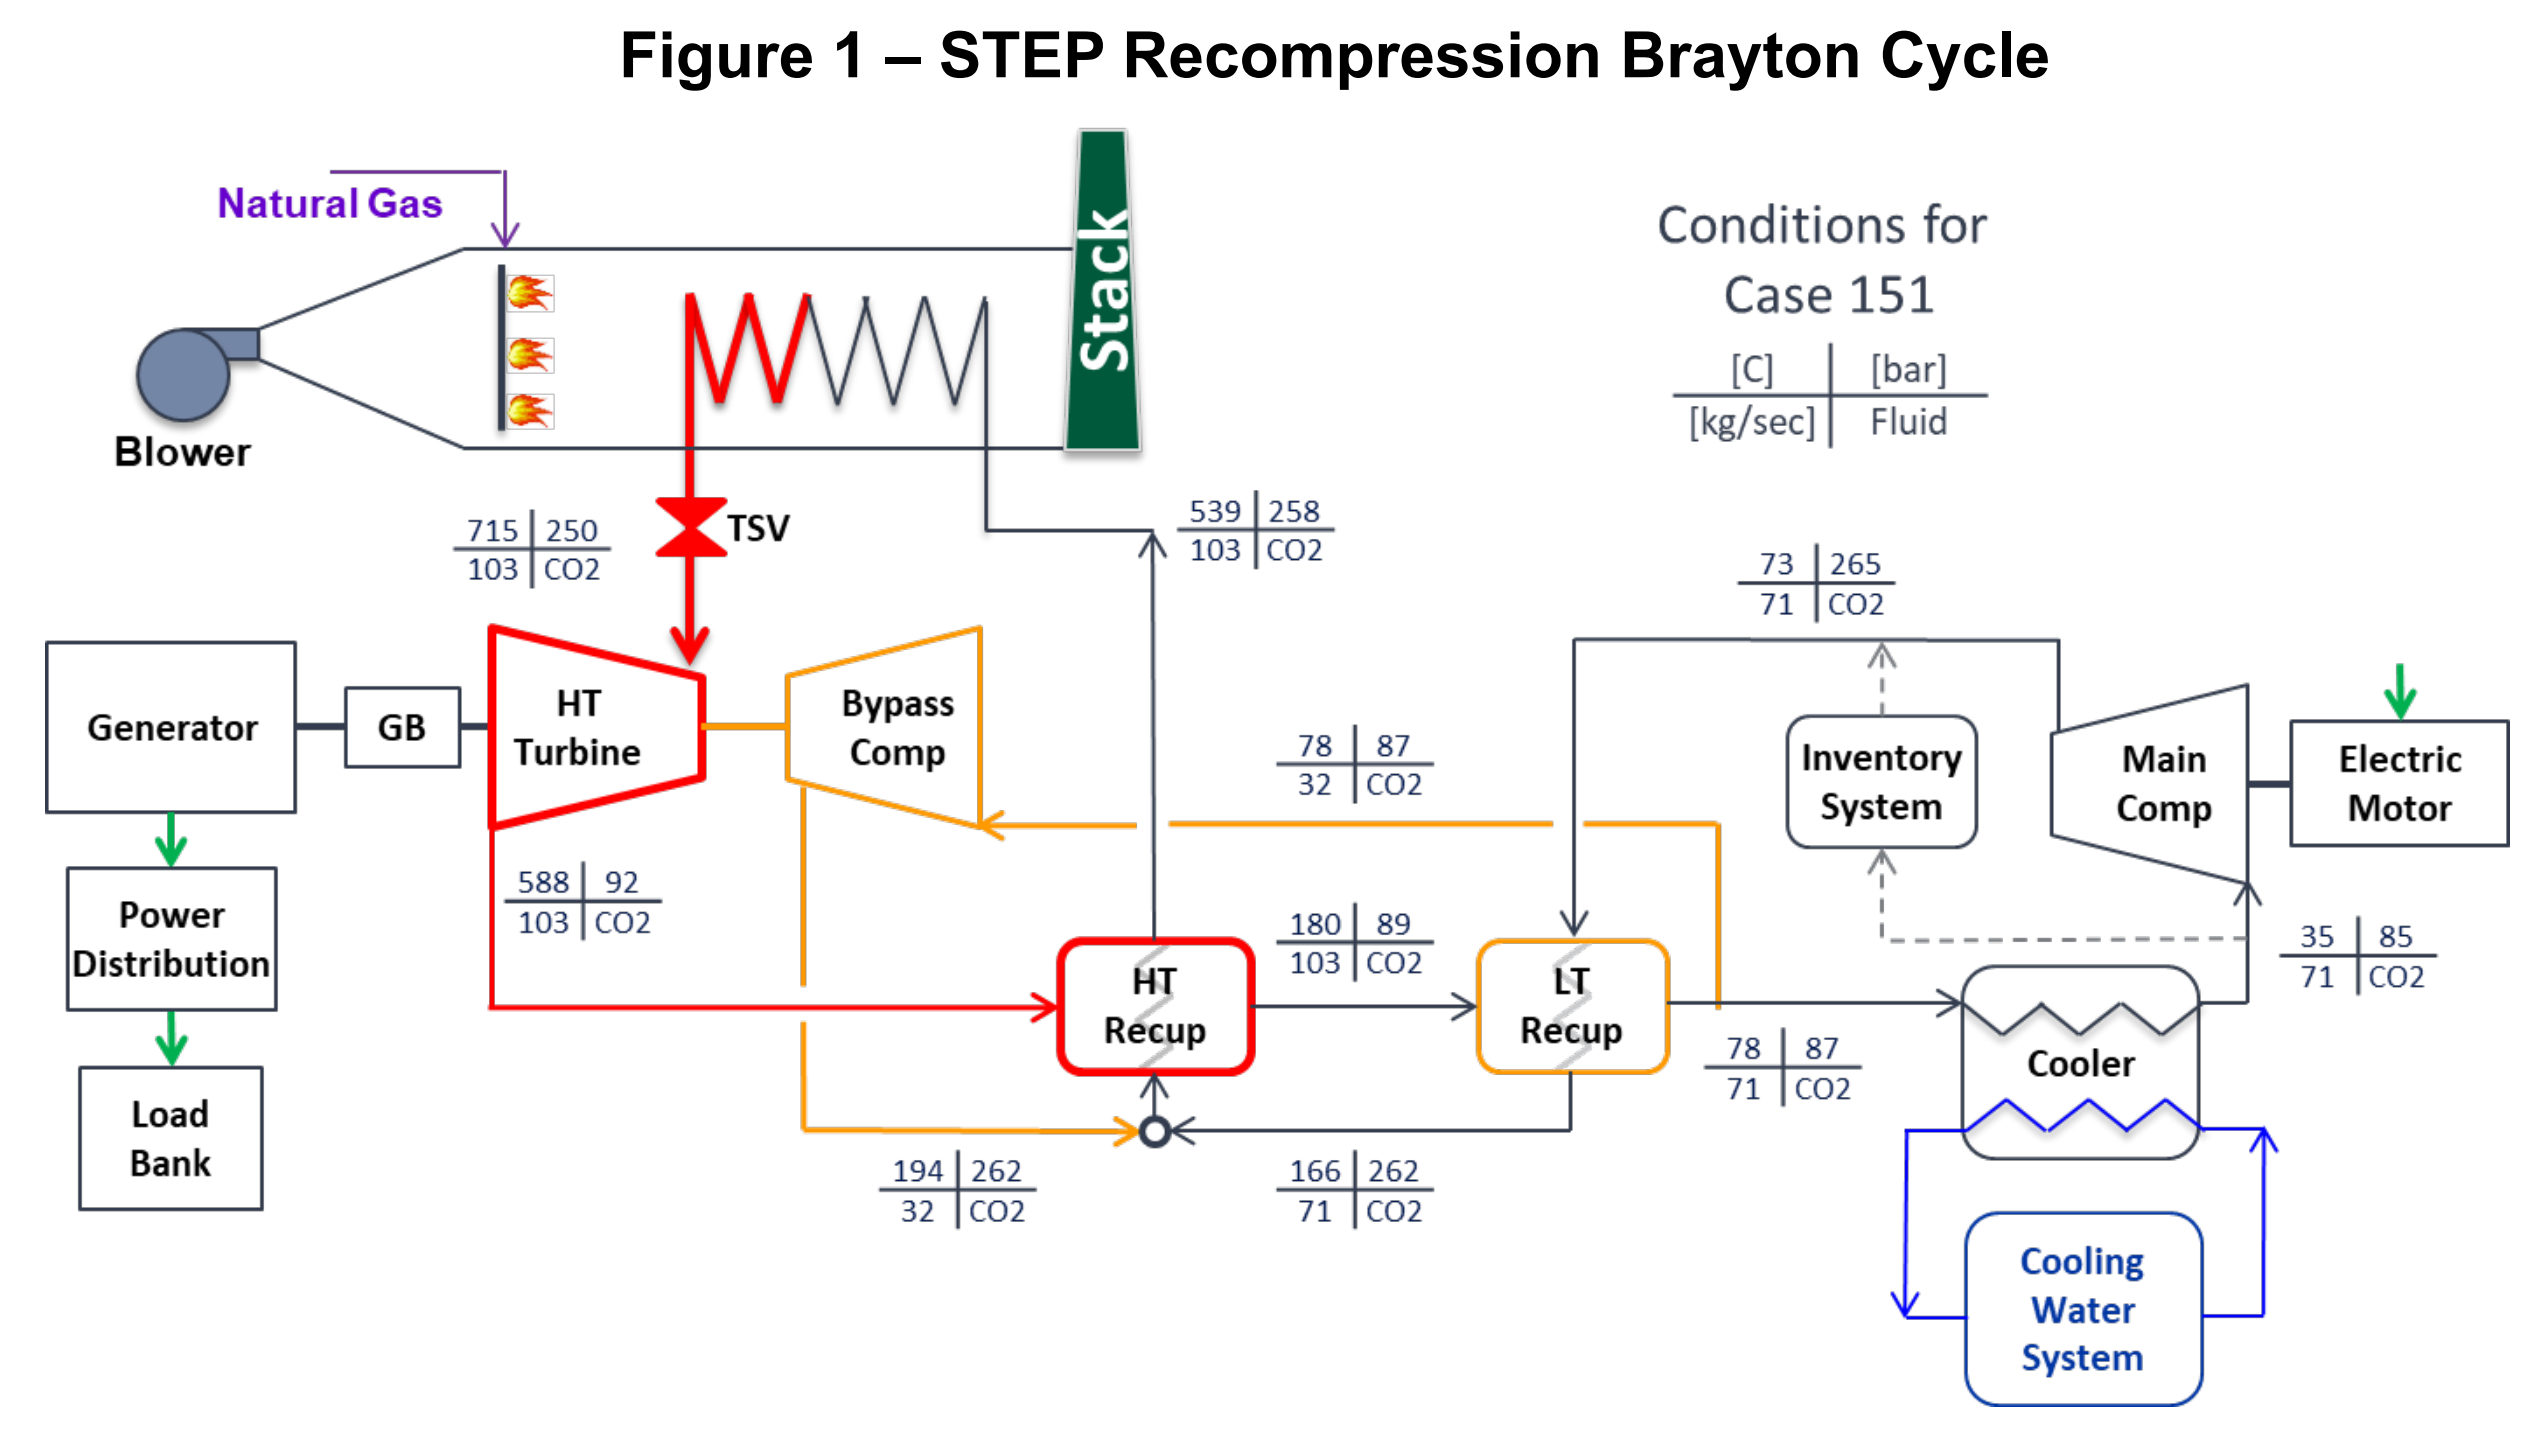 Figure 1 – STEP Recompression Brayton Cycle
Natural Gas
Stack
Blower
Conditions for
Case 151
[C] [bar]
[kg/sec] Fluid
715 250
103 CO2
TSV
539 258
103 CO2
73 265
71 CO2
Generator
GB
HT
Turbine
Bypass
Comp
78 87
32 CO2
Inventory
System
Main
Comp
Electric
Motor
588 92
103 CO2
Power
Distribution
HT
Recup
180 89
103 CO2
LT
Recup
35 85
71 CO2
78 87
71 CO2
Cooler
Load
Bank
194 262
32 CO2
166 262
71 CO2
Cooling
Water
System